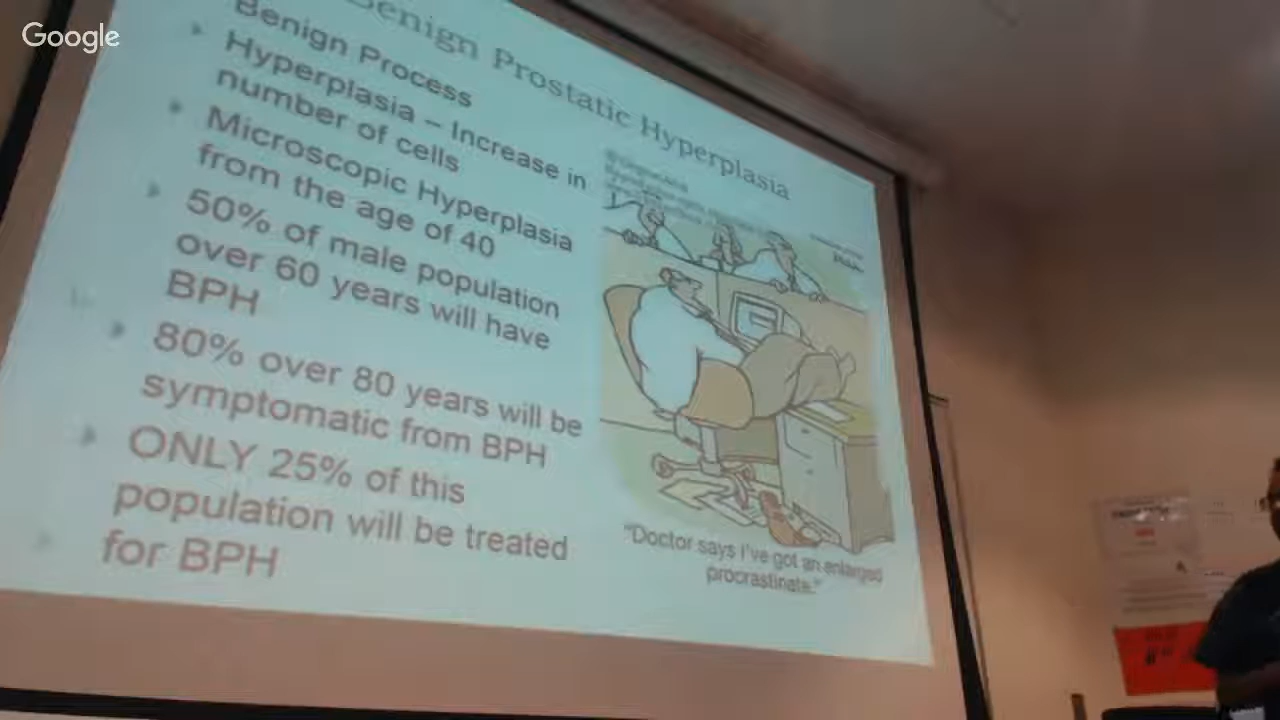 Google
Benign Prostatic Hyperplasia
Benign Process
Hyperplasia – Increase in
number of cells
Microscopic Hyperplasia
from the age of 40
50% of male population
over 60 years will have
BPH
80% over 80 years will be
symptomatic from BPH
ONLY 25% of this
population will be treated
for BPH
"Doctor says I've got an enlarged
procrastinate."